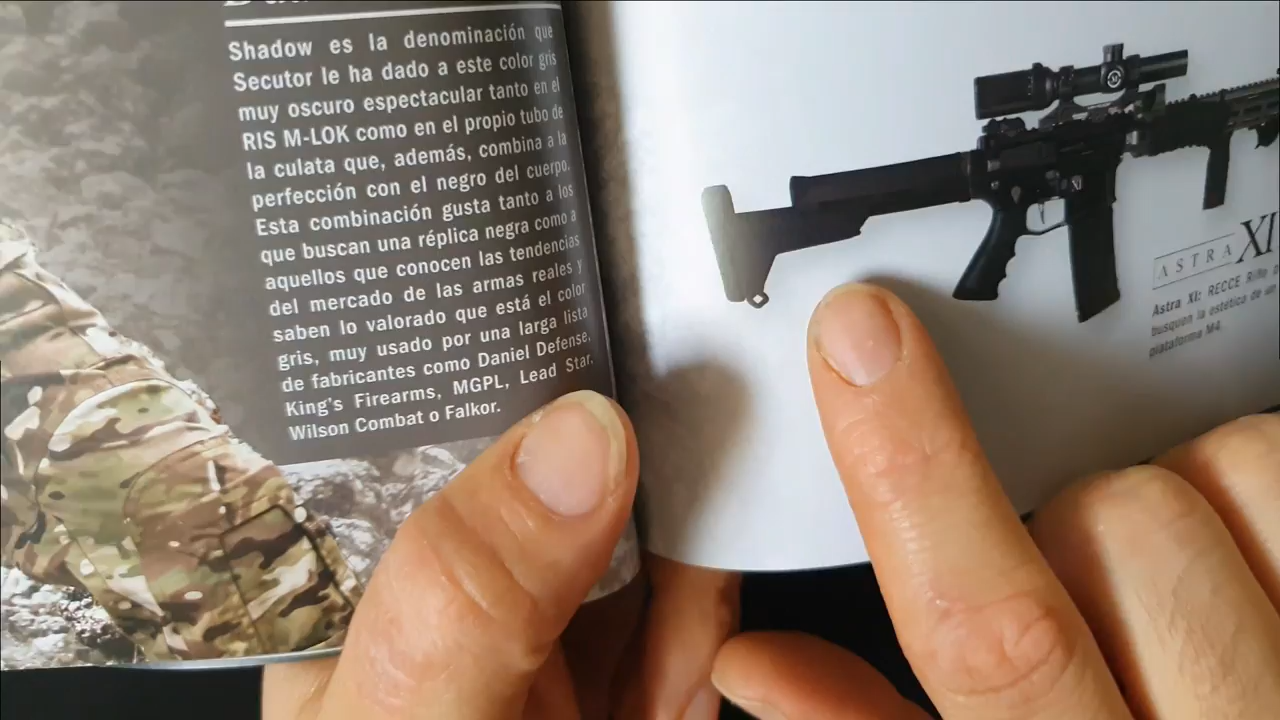 Shadow es la denominación que
Secutor le ha dado a este color gris
muy oscuro espectacular tanto en el
RIS M-LOK como en el propio tubo de
la culata que, además, combina a la
perfección con el negro del cuerpo.
Esta combinación gusta tanto a los
que buscan una réplica negra como a
aquellos que conocen las tendencias
del mercado de las armas reales y
saben lo valorado que está el color
gris, muy usado por una larga lista
de fabricantes como Daniel Defense,
King's Firearms, MGPL, Lead Star,
Wilson Combat o Falkor.
ASTRA XI
Astra XI: RECCE Rifle
busquen la estética de un
plataforma M4.